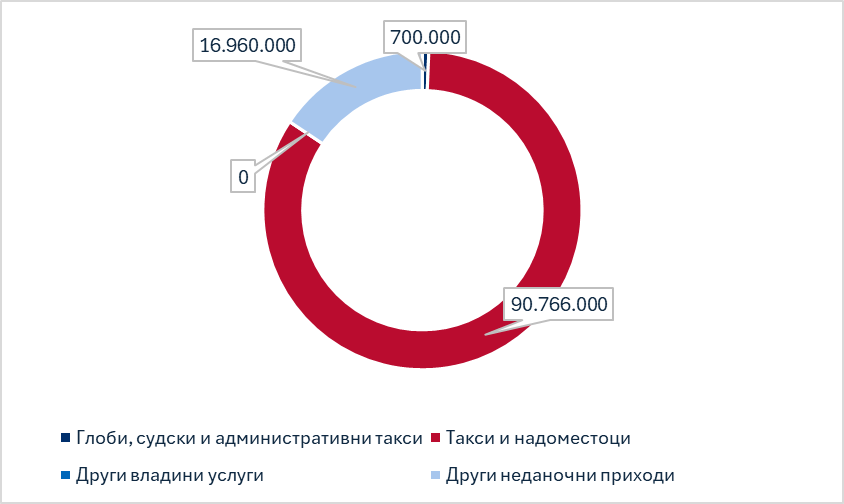 700.000
16.960.000
0
90.766.000
Глоби, судски и административни такси
Такси и надоместоци
Други владини услуги
Други неданочни приходи